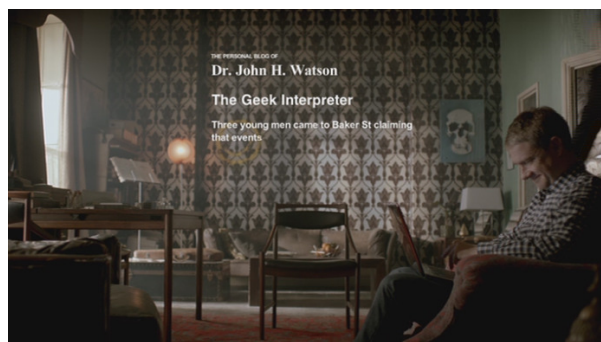 THE PERSONAL BLOG OF
Dr. John H. Watson
The Geek Interpreter
Three young men came to Baker St claiming
that events